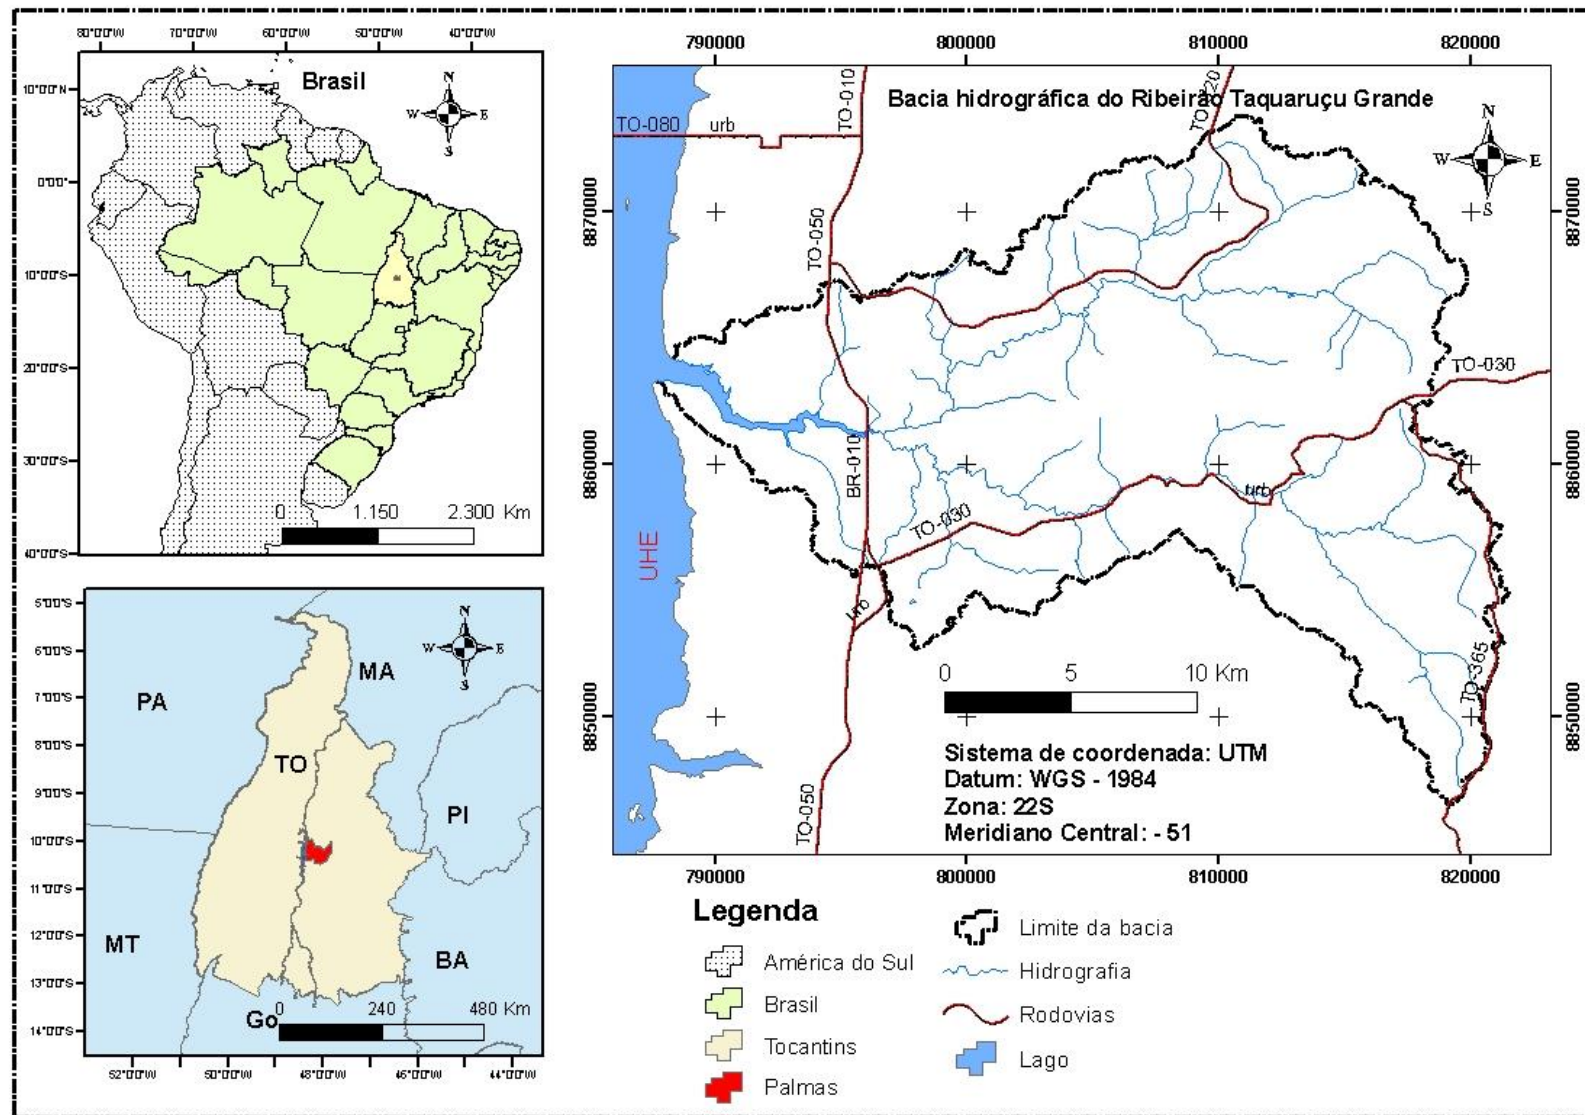 80°0'0"W 70°0'0"W 60°0'0"W 50°0'0"W 40°0'0"W
Brasil
N
W E
S
10°0'0"N
0°0'0"
10°0'0"S
20°0'0"S
30°0'0"S
40°0'0"S
0 1.150 2.300 Km
5°0'0"S
6°0'0"S
7°0'0"S
8°0'0"S
9°0'0"S
10°0'0"S
11°0'0"S
12°0'0"S
13°0'0"S
14°0'0"S
N
W E
S
PA
MA
TO
PI
MT
BA
Go
0 240 480 Km
52°0'0"W 50°0'0"W 48°0'0"W 46°0'0"W 44°0'0"W
790000 800000 810000 820000
Bacia hidrográfica do Ribeirão Taquaruçu Grande
N
W E
S
TO-080 urb
TO-010
8870000
8870000
TO-050
TO-030
8860000
8860000
BR-010
TO-030
urb
UHE
urb
TO-365
8850000
8850000
TO-050
0 5 10 Km
Sistema de coordenada: UTM
Datum: WGS - 1984
Zona: 22S
Meridiano Central: - 51
790000 800000 810000 820000
Legenda
América do Sul
Brasil
Tocantins
Palmas
Limite da bacia
Hidrografia
Rodovias
Lago